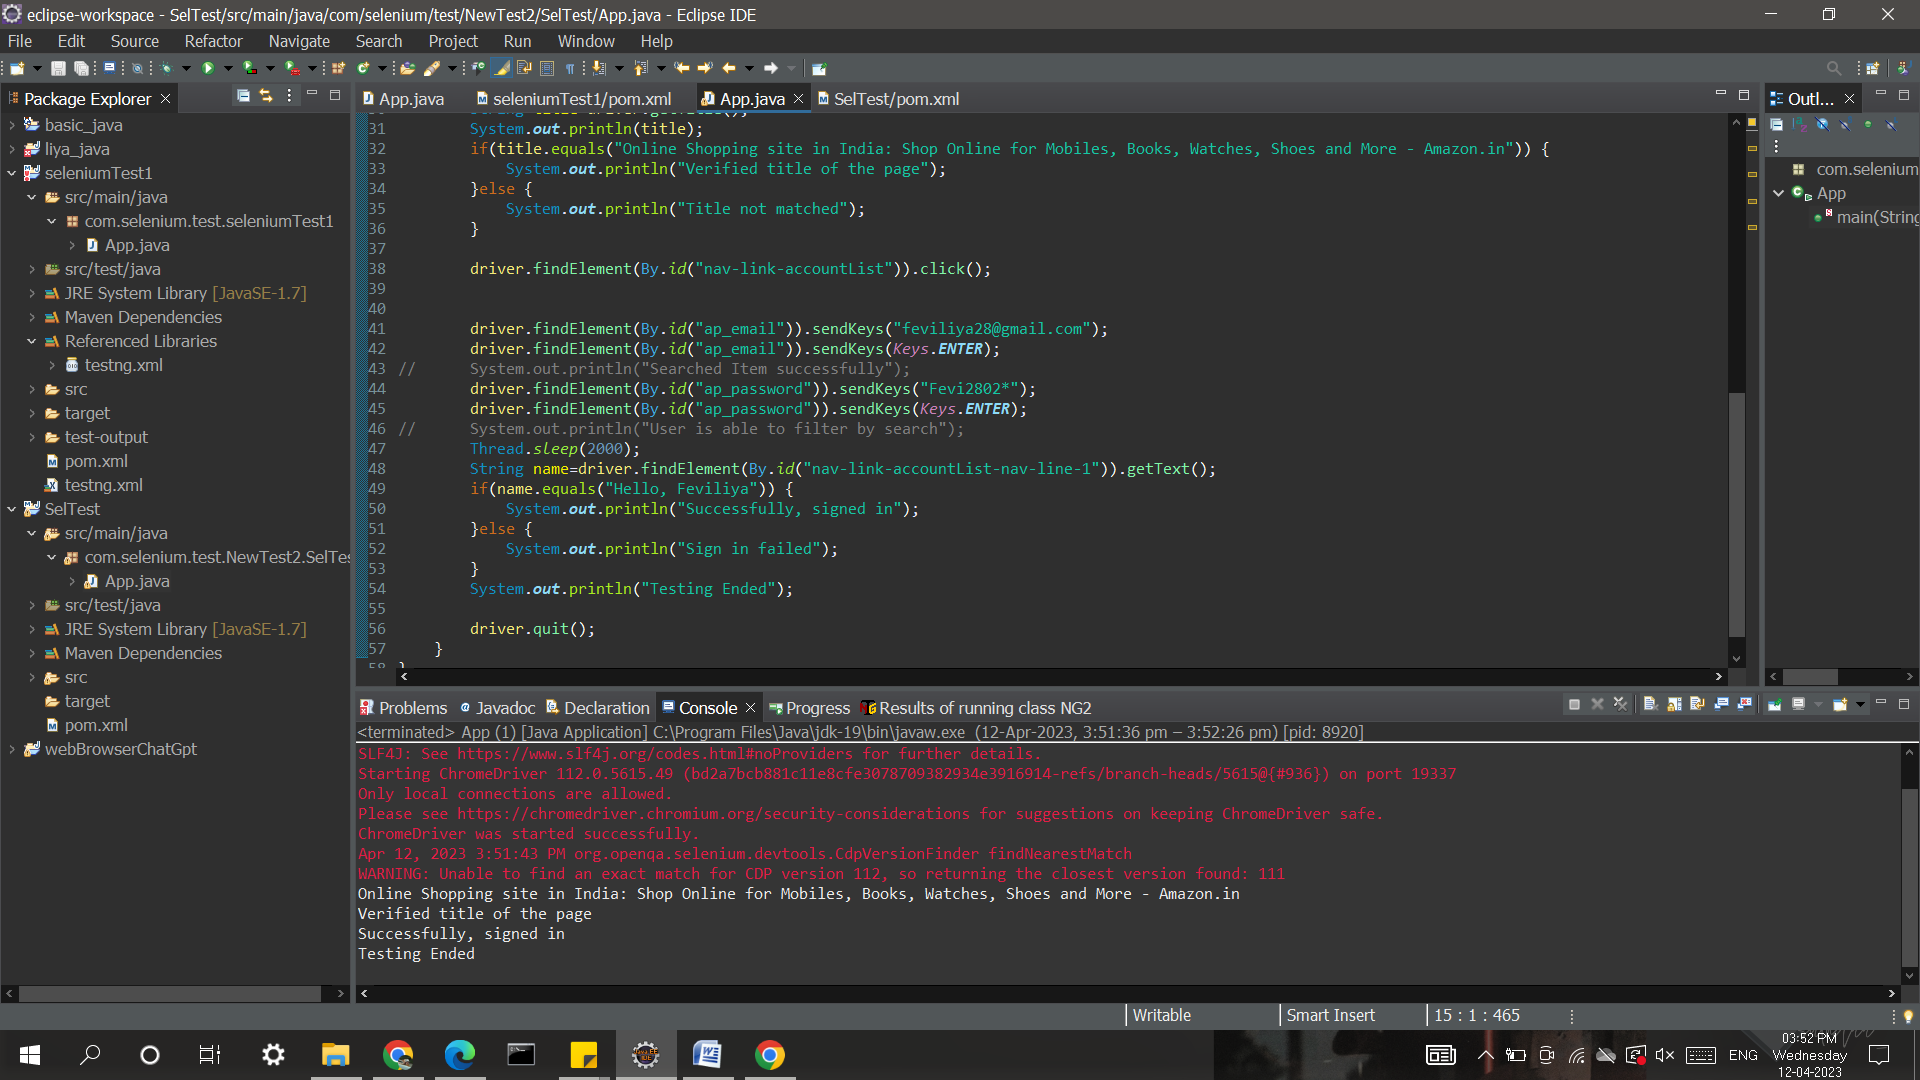 eclipse-workspace - SelTest/src/main/java/com/selenium/test/NewTest2/SelTest/App.java - Eclipse IDE
File Edit Source Refactor Navigate Search Project Run Window Help
Package Explorer
basic_java
liya_java
seleniumTest1
src/main/java
com.selenium.test.seleniumTest1
App.java
src/test/java
JRE System Library [JavaSE-1.7]
Maven Dependencies
Referenced Libraries
testng.xml
src
target
test-output
pom.xml
testng.xml
SelTest
src/main/java
com.selenium.test.NewTest2.SelTes
App.java
src/test/java
JRE System Library [JavaSE-1.7]
Maven Dependencies
src
target
pom.xml
webBrowserChatGpt
App.java seleniumTest1/pom.xml App.java SelTest/pom.xml
31 System.out.println(title);
32 if(title.equals("Online Shopping site in India: Shop Online for Mobiles, Books, Watches, Shoes and More - Amazon.in")) {
33 System.out.println("Verified title of the page");
34 }else {
35 System.out.println("Title not matched");
36 }
37
38 driver.findElement(By.id("nav-link-accountList")).click();
39
40
41 driver.findElement(By.id("ap_email")).sendKeys("feviliya28@gmail.com");
42 driver.findElement(By.id("ap_email")).sendKeys(Keys.ENTER);
43 // System.out.println("Searched Item successfully");
44 driver.findElement(By.id("ap_password")).sendKeys("Fevi2802*");
45 driver.findElement(By.id("ap_password")).sendKeys(Keys.ENTER);
46 // System.out.println("User is able to filter by search");
47 Thread.sleep(2000);
48 String name=driver.findElement(By.id("nav-link-accountList-nav-line-1")).getText();
49 if(name.equals("Hello, Feviliya")) {
50 System.out.println("Successfully, signed in");
51 }else {
52 System.out.println("Sign in failed");
53 }
54 System.out.println("Testing Ended");
55
56 driver.quit();
57 }
58 }
Outl...
com.selenium
App
main(String
Problems Javadoc Declaration Console Progress Results of running class NG2
<terminated> App (1) [Java Application] C:\Program Files\Java\jdk-19\bin\javaw.exe (12-Apr-2023, 3:51:36 pm – 3:52:26 pm) [pid: 8920]
SLF4J: See https://www.slf4j.org/codes.html#noProviders for further details.
Starting ChromeDriver 112.0.5615.49 (bd2a7bcb881c11e8cfe3078709382934e3916914-refs/branch-heads/5615@{#936}) on port 19337
Only local connections are allowed.
Please see https://chromedriver.chromium.org/security-considerations for suggestions on keeping ChromeDriver safe.
ChromeDriver was started successfully.
Apr 12, 2023 3:51:43 PM org.openqa.selenium.devtools.CdpVersionFinder findNearestMatch
WARNING: Unable to find an exact match for CDP version 112, so returning the closest version found: 111
Online Shopping site in India: Shop Online for Mobiles, Books, Watches, Shoes and More - Amazon.in
Verified title of the page
Successfully, signed in
Testing Ended
Writable Smart Insert 15 : 1 : 465
ENG
03:52 PM
Wednesday
12-04-2023